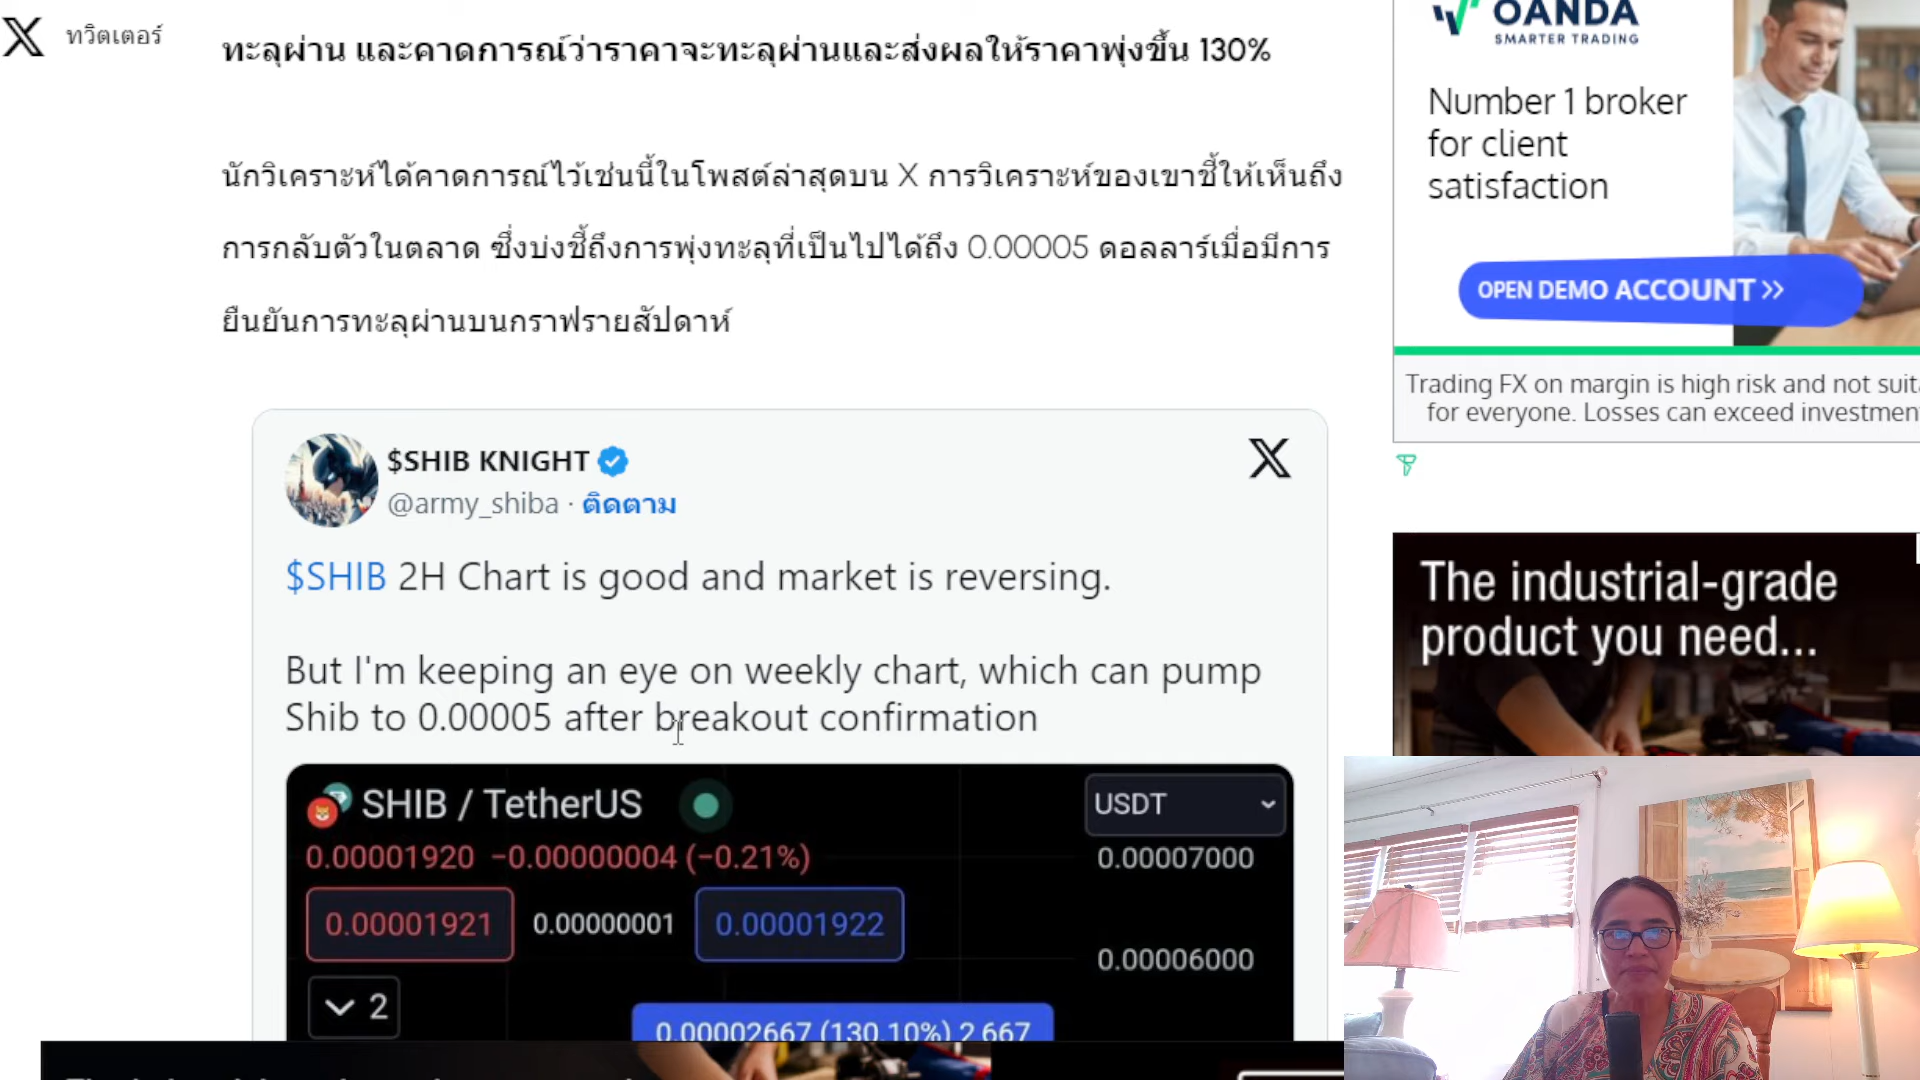 ทวิตเตอร์
ทะลุผ่าน และคาดการณ์ว่าราคาจะทะลุผ่านและส่งผลให้ราคาพุ่งขึ้น 130%
นักวิเคราะห์ได้คาดการณ์ไว้เช่นนี้ในโพสต์ล่าสุดบน X การวิเคราะห์ของเขาชี้ให้เห็นถึง
การกลับตัวในตลาด ซึ่งบ่งชี้ถึงการพุ่งทะลุที่เป็นไปได้ถึง 0.00005 ดอลลาร์เมื่อมีการ
ยืนยันการทะลุผ่านบนกราฟรายสัปดาห์
$SHIB KNIGHT
@army_shiba · ติดตาม
$SHIB 2H Chart is good and market is reversing.
But I'm keeping an eye on weekly chart, which can pump
Shib to 0.00005 after breakout confirmation
SHIB / TetherUS
USDT
0.00001920 −0.00000004 (−0.21%)
0.00007000
0.00001921
0.00000001
0.00001922
0.00006000
2
0.00002667 (130.10%) 2,667
OANDA
SMARTER TRADING
Number 1 broker
for client
satisfaction
OPEN DEMO ACCOUNT >>
Trading FX on margin is high risk and not
for everyone. Losses can exceed
The industrial-grade
product you need...